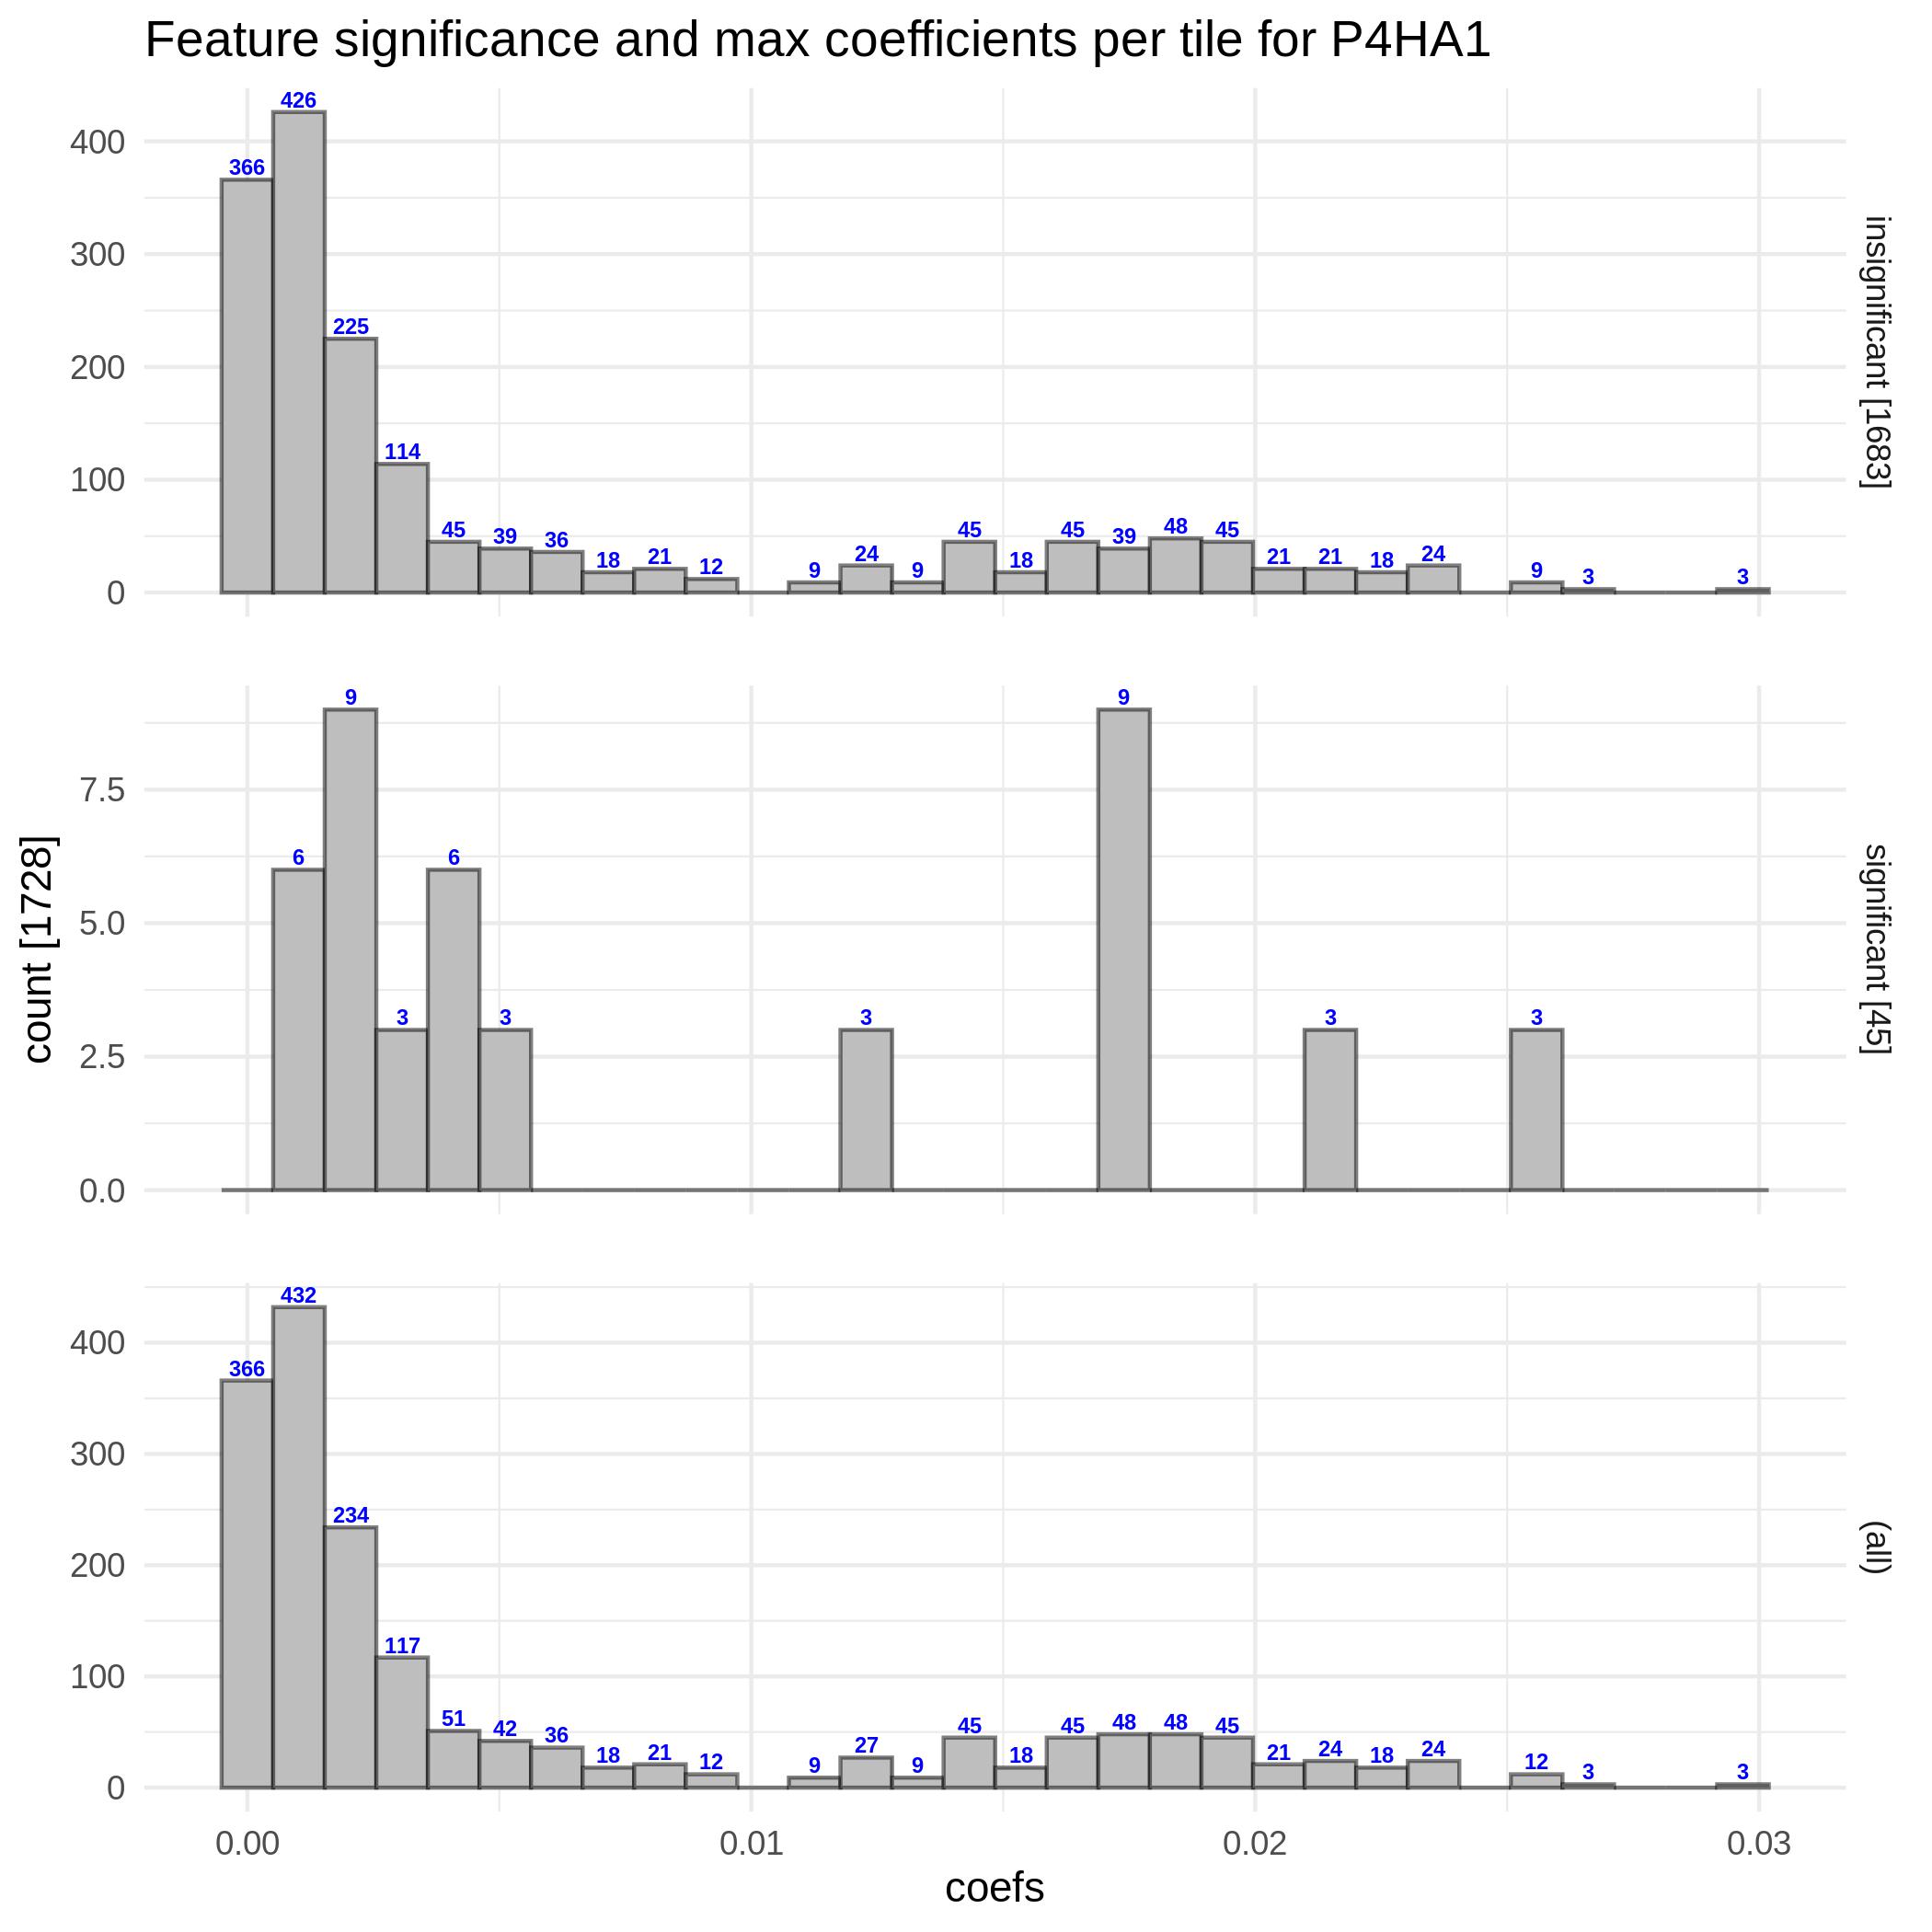 Feature significance and max coefficients per tile for P4HA1
426
400
366
300
225
200
114
100
45 39 36 18 21 12 9 24 9 45 18 45 39 48 45 21 21 18 24 9 3 3
0
insignificant [1683]
9 9
7.5
6 6
5.0
3 3 3 3 3
2.5
0.0
significant [45]
count [1728]
432
400
366
300
234
200
117
100
51 42 36 18 21 12 9 27 9 45 18 45 48 48 45 21 24 18 24 12 3 3
0
(all)
0.00 0.01 0.02 0.03
coefs